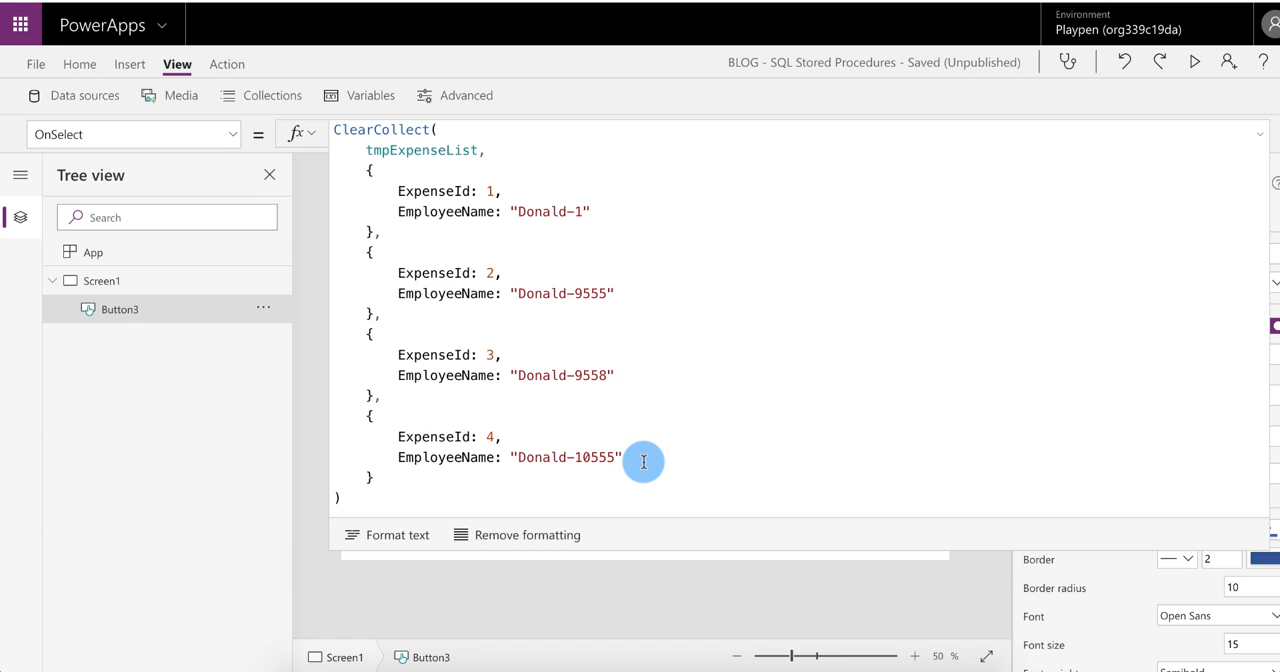 PowerApps
Environment
Playpen (org339c19da)
File Home Insert View Action
BLOG - SQL Stored Procedures - Saved (Unpublished)
Data sources Media Collections Variables Advanced
OnSelect = fx
ClearCollect(
tmpExpenseList,
{
ExpenseId: 1,
EmployeeName: "Donald-1"
},
{
ExpenseId: 2,
EmployeeName: "Donald-9555"
},
{
ExpenseId: 3,
EmployeeName: "Donald-9558"
},
{
ExpenseId: 4,
EmployeeName: "Donald-10555"
}
)
Format text Remove formatting
Tree view
Search
App
Screen1
Button3
Border 2
Border radius 10
Font Open Sans
Font size 15
Screen1 Button3
50 %